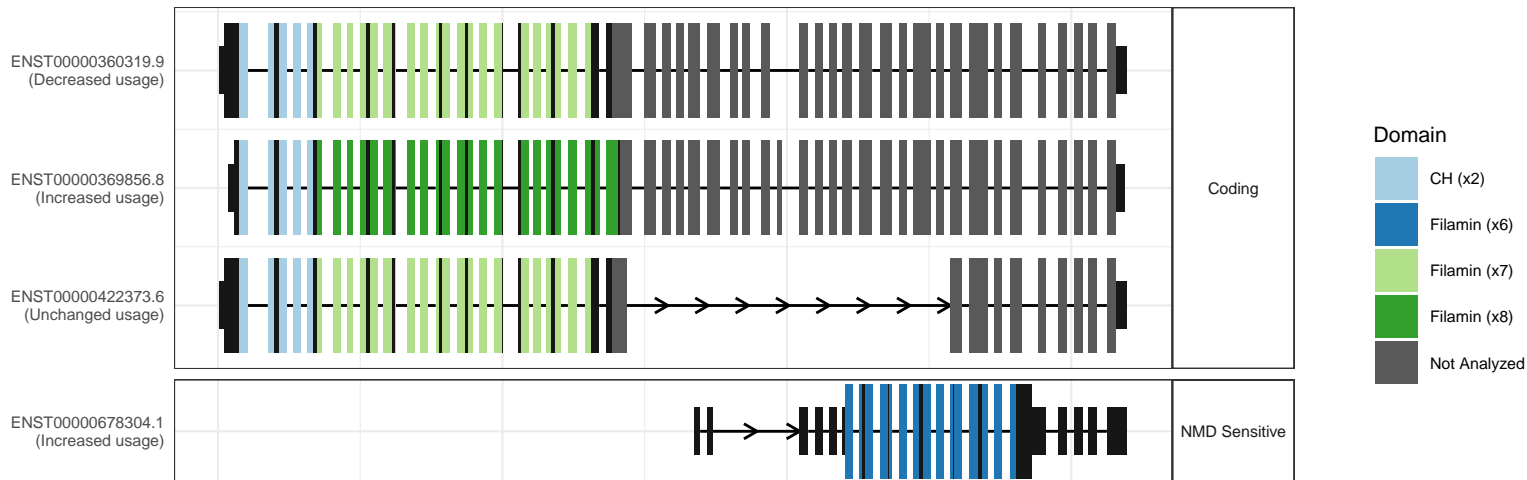 ENST00000360319.9
(Decreased usage)
ENST00000369856.8
(Increased usage)
ENST00000422373.6
(Unchanged usage)
Coding
ENST00000678304.1
(Increased usage)
NMD Sensitive
Domain
CH (x2)
Filamin (x6)
Filamin (x7)
Filamin (x8)
Not Analyzed